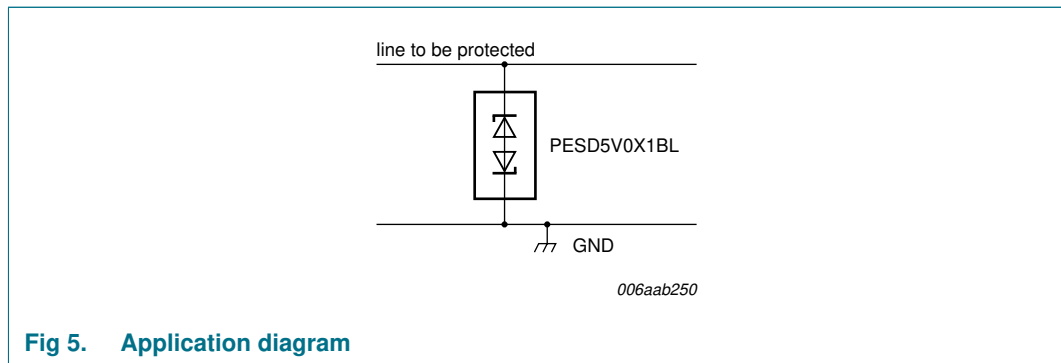 line to be protected
PESD5V0X1BL
GND
006aab250
Fig 5. Application diagram